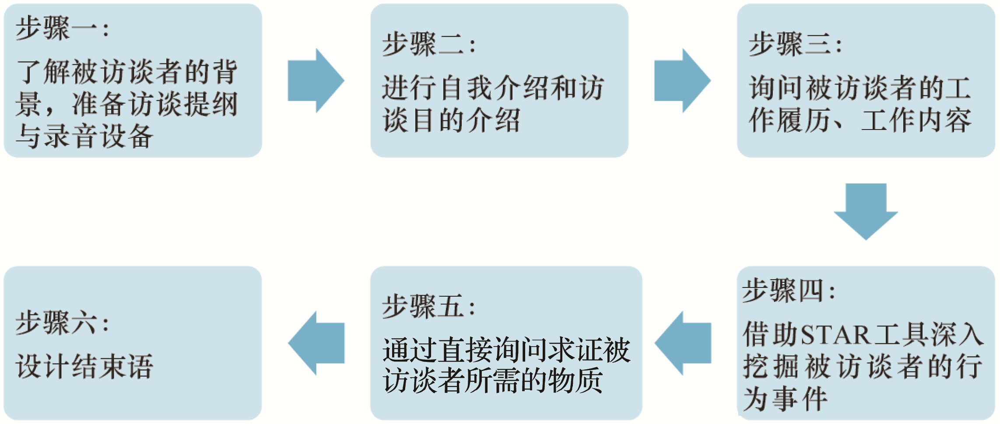 步骤一：
了解被访谈者的背
景，准备访谈提纲
与录音设备
步骤二：
进行自我介绍和访
谈目的介绍
步骤三：
询问被访谈者的工
作履历、工作内容
步骤四：
借助STAR工具深入
挖掘被访谈者的行
为事件
步骤五：
通过直接询问求证被
访谈者所需的物质
步骤六：
设计结束语